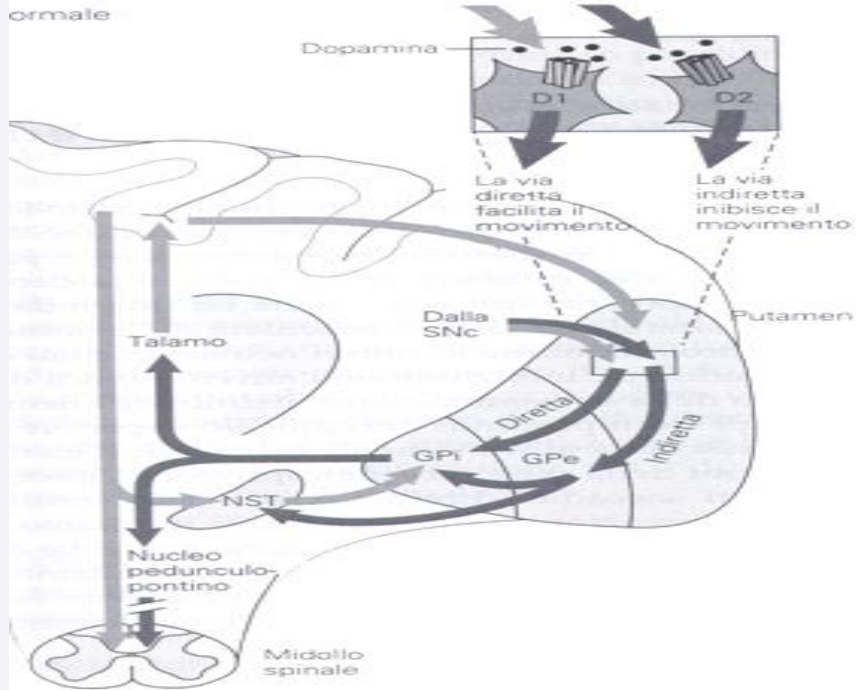 ormale
Dopamina
D1
D2
La via
diretta
facilita il
movimento
La via
indiretta
inibisce il
movimento
Dalla
SNc
Putamen
Talamo
Diretta
Indiretta
GPi
GPe
NST
Nucleo
pedunculo-
pontino
Midollo
spinale